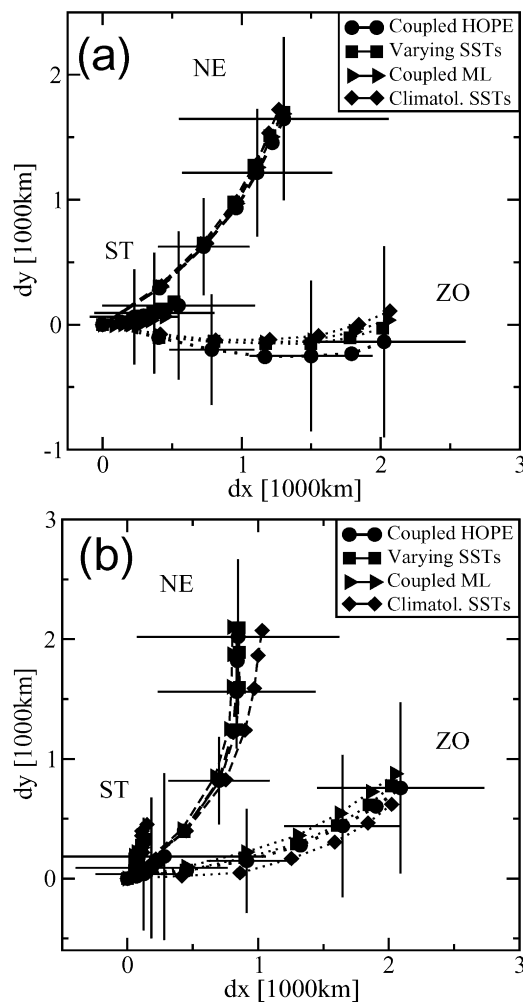 (a)
NE
ST
ZO
Coupled HOPE
Varying SSTs
Coupled ML
Climatol. SSTs
2
1
0
-1
dy [1000km]
0
1
2
3
dx [1000km]
(b)
NE
ST
ZO
Coupled HOPE
Varying SSTs
Coupled ML
Climatol. SSTs
3
2
1
0
dy [1000km]
0
1
2
3
dx [1000km]